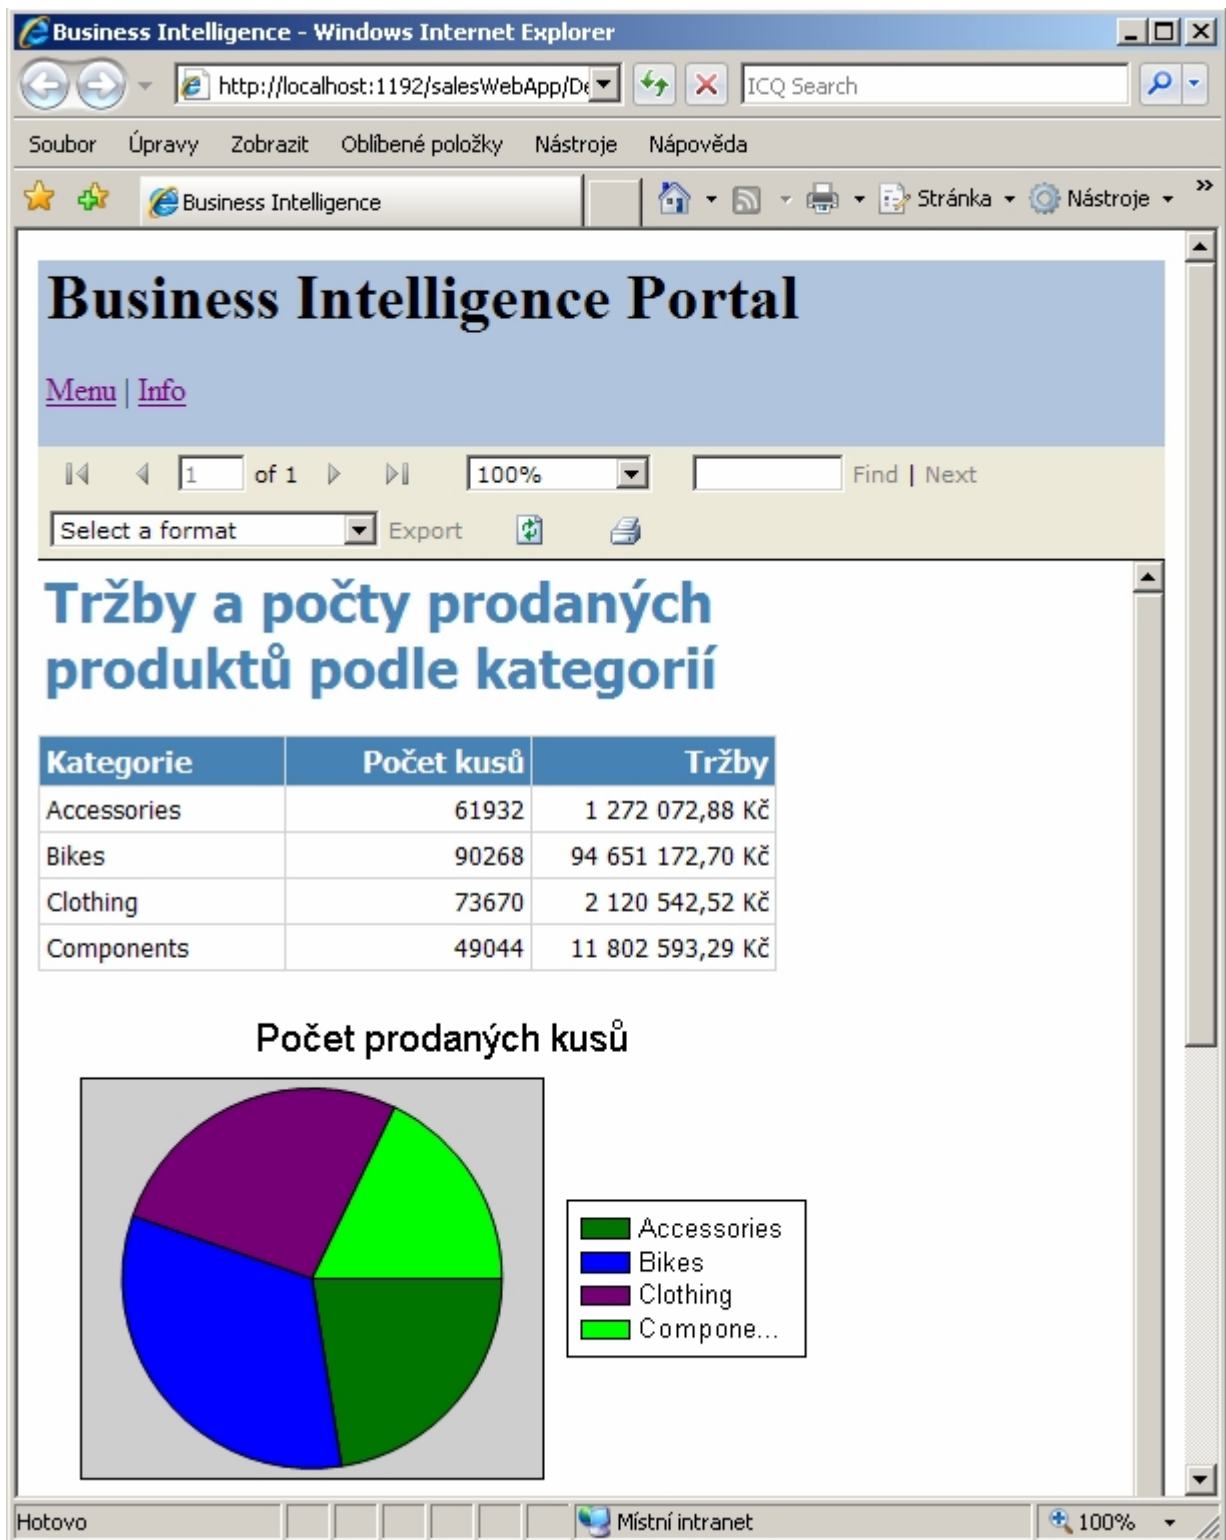 Business Intelligence - Windows Internet Explorer
http://localhost:1192/salesWebApp/De
ICQ Search
Soubor Úpravy Zobrazit Oblíbené položky Nástroje Nápověda
Business Intelligence
Stránka
Nástroje
»
Business Intelligence Portal
Menu | Info
1 of 1 100% Find | Next
Select a format Export
Tržby a počty prodaných
produktů podle kategorií
Kategorie Počet kusů Tržby
Accessories 61932 1 272 072,88 Kč
Bikes 90268 94 651 172,70 Kč
Clothing 73670 2 120 542,52 Kč
Components 49044 11 802 593,29 Kč
Počet prodaných kusů
Accessories
Bikes
Clothing
Compone...
Hotovo Místní intranet 100%